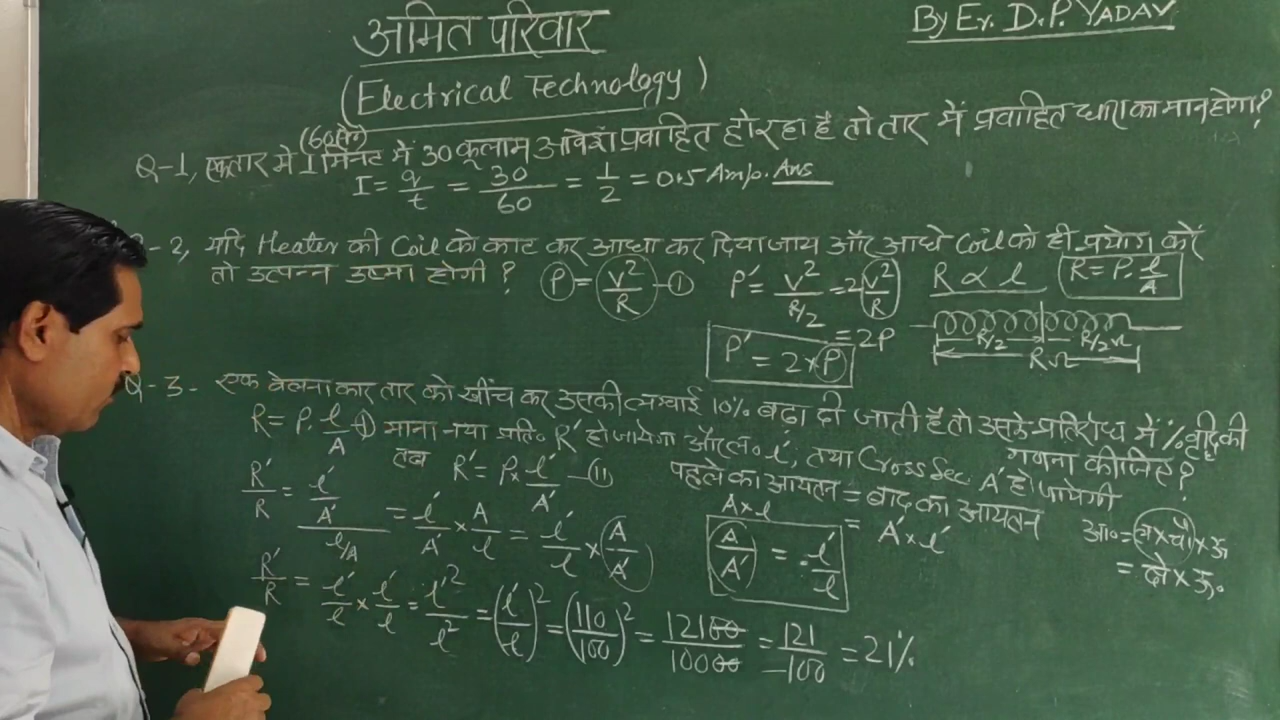 अमित परिवार
By Er. D.P. YADAV
(Electrical Technology)
(60से०)
Q-1, एक तार में 1 मिनट में 30 कूलाम आवेश प्रवाहित हो रहा है तो तार में प्रवाहित धारा का मान होगा?
I = q/t = 30/60 = 1/2 = 0.5 Amp. Ans
-2, यदि Heater की Coil को काट कर आधा कर दिया जाय और आधे Coil को ही प्रयोग करें
तो उत्पन्न उष्मा होगी? P = V²/R -① P' = V²/R/2 = 2 V²/R R ∝ l R = ρ. l/A
= 2P
P' = 2×P
R/2 R/2 Ω
R Ω
Q-3- एक बेलनाकार तार को खींच कर उसकी लम्बाई 10% बढ़ा दी जाती है तो उसके प्रतिरोध में % वृद्धि की
गणना कीजिए?
R = ρ. l/A -① माना नया प्रति० R' हो जायेगा और ल० l', तथा Cross Sec A' हो जायेगी
तब R' = ρ× l'/A' -⑪ पहले का आयतन = बाद का आयतन
R'/R = l'/A' / l/A = l'/A' × A/l = l'/l × A/A'
A×l = A'×l'
A/A' = l'/l
आ० = ल×चौ×ऊ
= क्षे×ऊ०
R'/R = l'/l × l'/l = l'²/l² = (l'/l)² = (110/100)² = 12100/10000 = 121/-100 = 21%